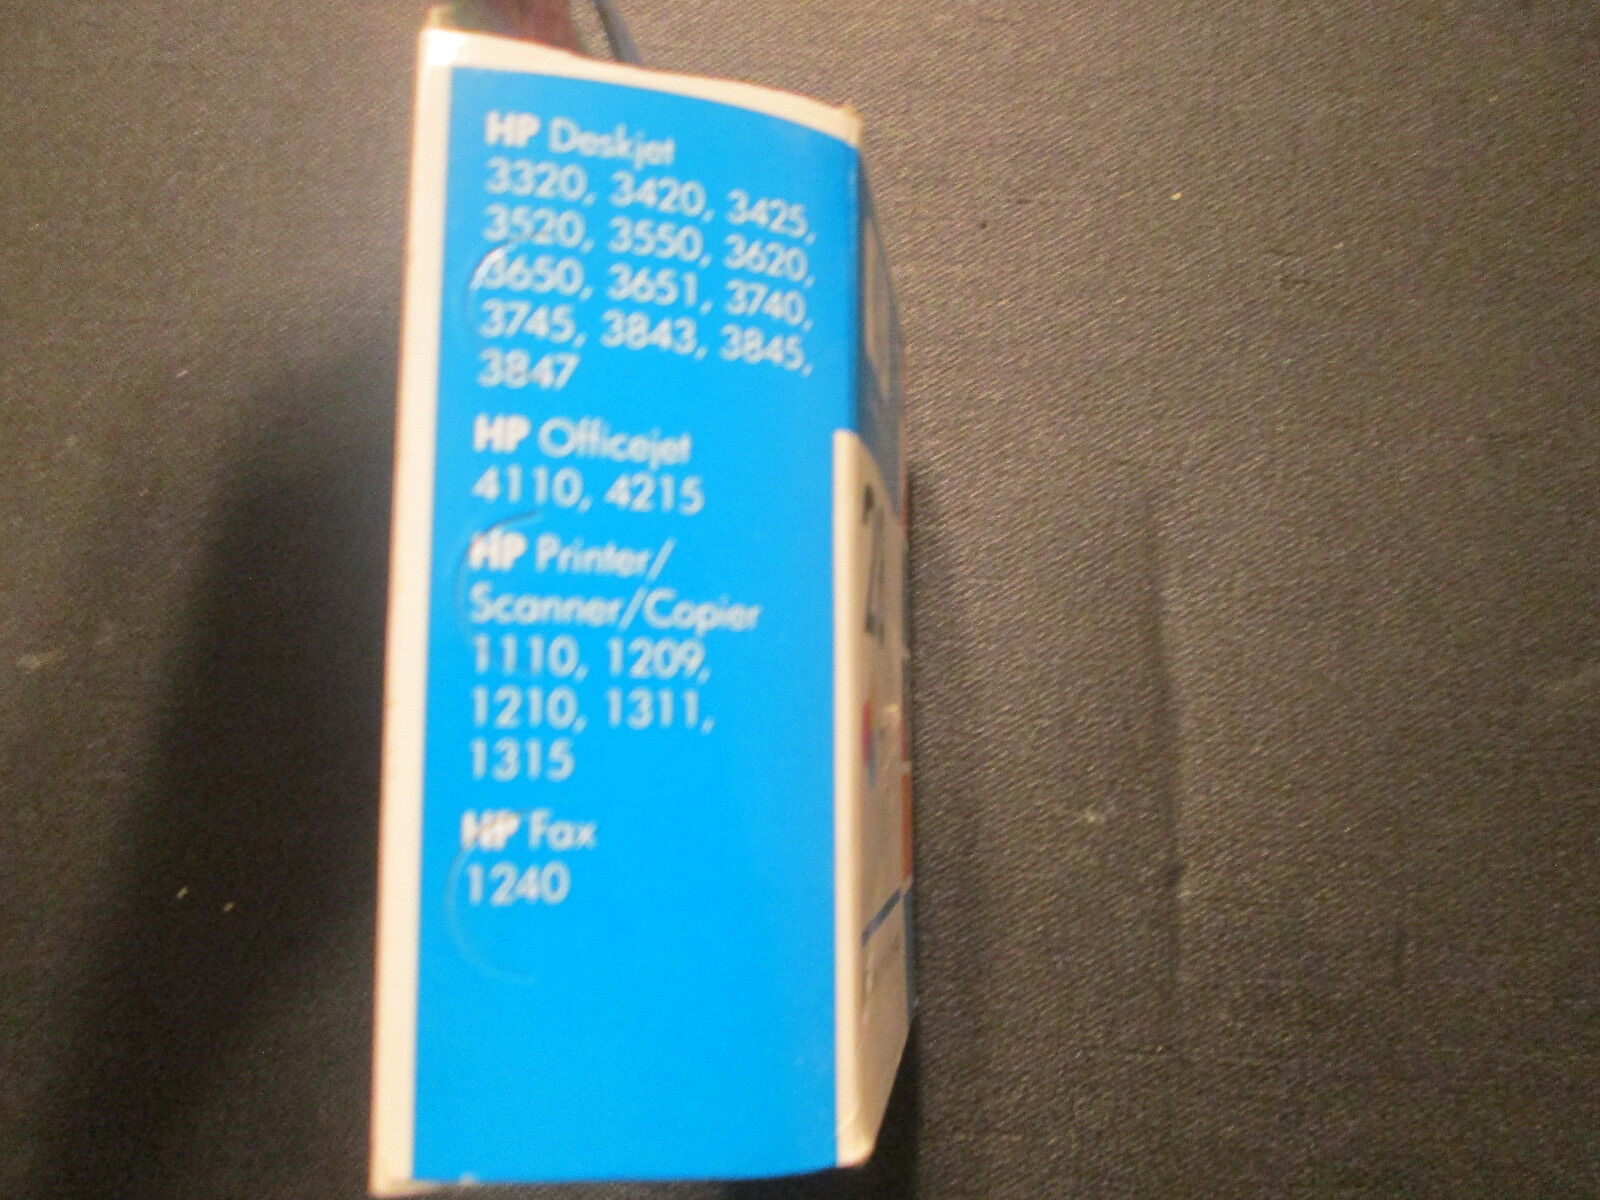 HP Deskjet
3320, 3420, 3425,
3520, 3550, 3620,
3650, 3651, 3740,
3745, 3843, 3845,
3847
HP Officejet
4110, 4215
HP Printer/
Scanner/Copier
1110, 1209,
1210, 1311,
1315
HP Fax
1240